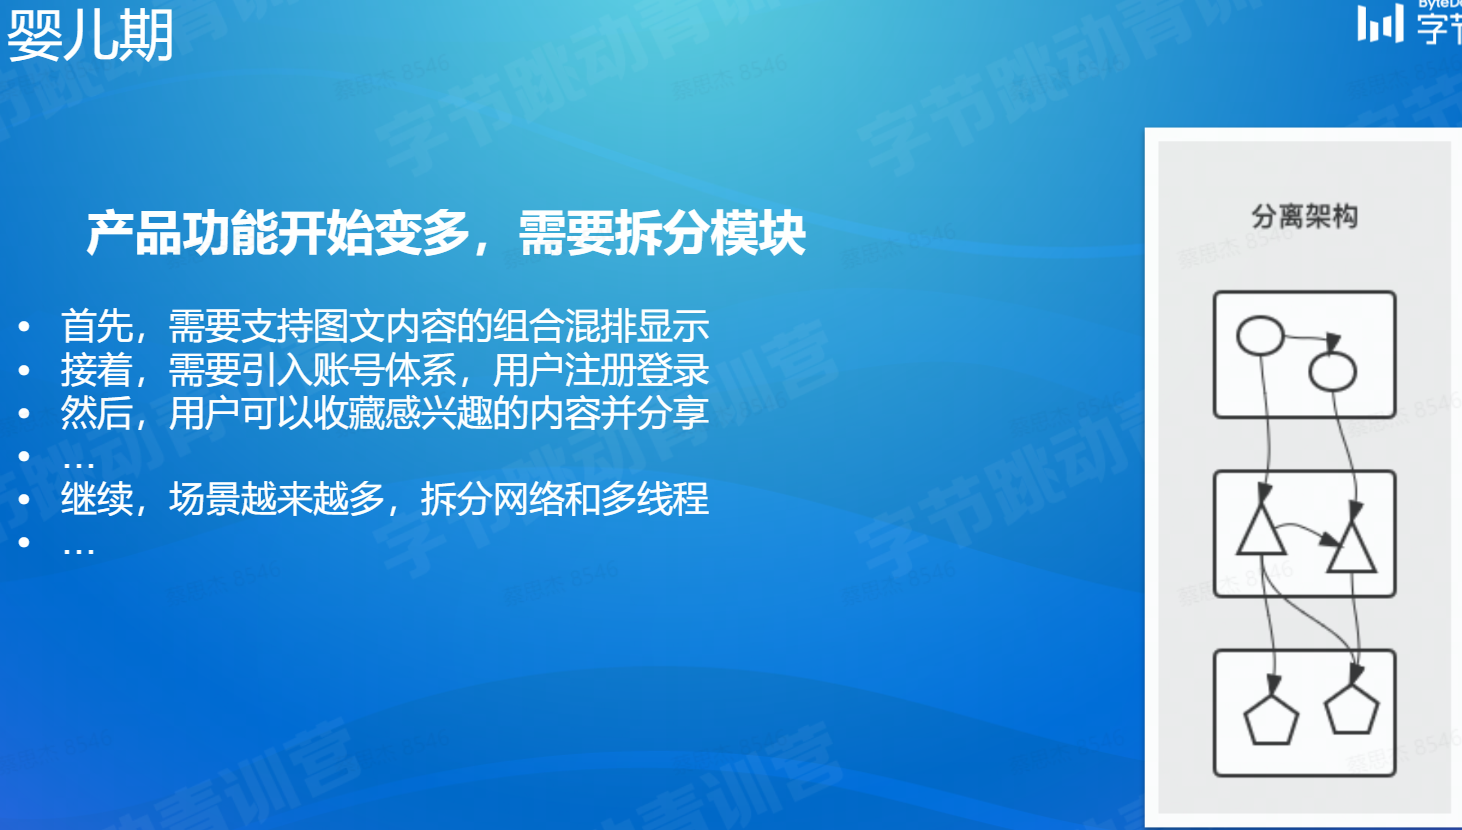 婴儿期
ByteD
字节
产品功能开始变多，需要拆分模块
• 首先，需要支持图文内容的组合混排显示
• 接着，需要引入账号体系，用户注册登录
• 然后，用户可以收藏感兴趣的内容并分享
• ...
• 继续，场景越来越多，拆分网络和多线程
• ...
分离架构
字节跳动青训营
蔡思杰 8546